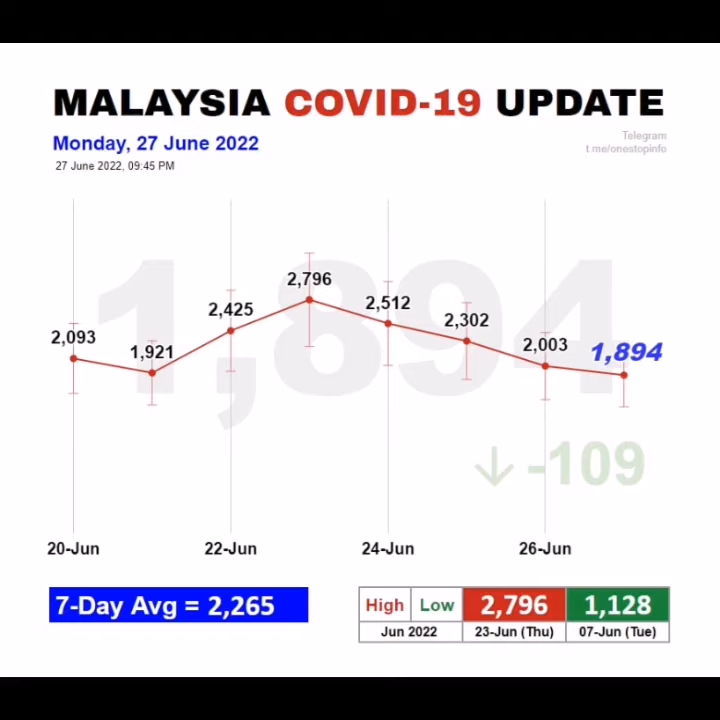 MALAYSIA COVID-19 UPDATE
Monday, 27 June 2022
27 June 2022, 09:45 PM
Telegram
t me/onestopinfo
1,894
2,093
1,921
2,425
2,796
2,512
2,302
2,003
1,894
-109
20-Jun 22-Jun 24-Jun 26-Jun
7-Day Avg = 2,265
High Low 2,796 1,128
Jun 2022 23-Jun (Thu) 07-Jun (Tue)